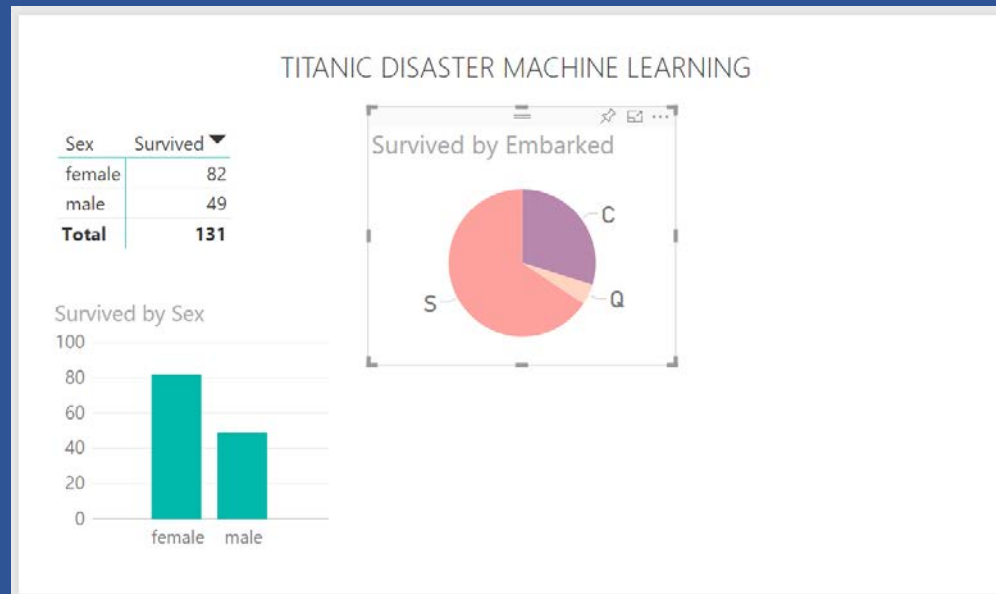 TITANIC DISASTER MACHINE LEARNING
Sex Survived
female 82
male 49
Total 131
Survived by Embarked
C
Q
S
Survived by Sex
100
80
60
40
20
0
female male